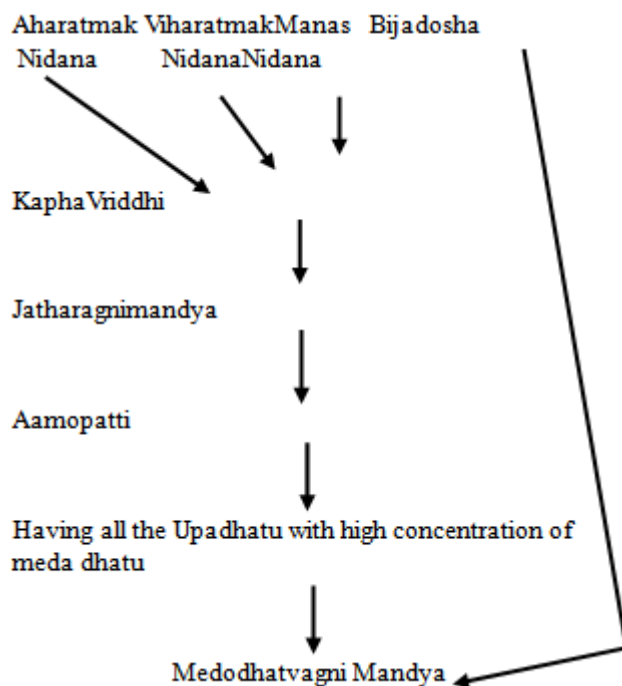 Aharatmak ViharatmakManas Bijadosha
Nidana NidanaNidana
KaphaVriddhi
Jatharagnimandya
Aamopatti
Having all the Upadhatu with high concentration of
meda dhatu
Medodhatvagni Mandya